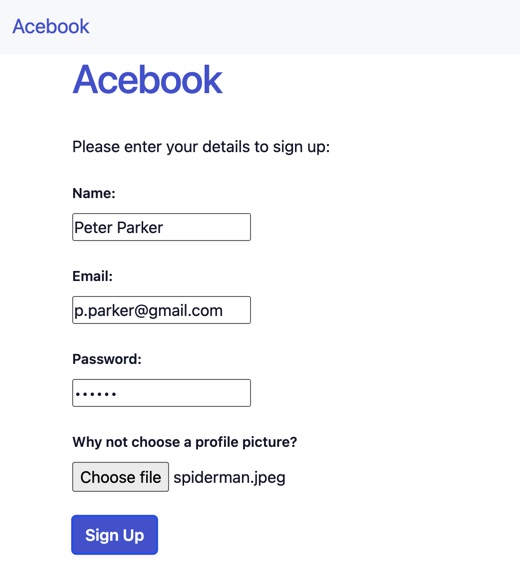 Acebook
Acebook
Please enter your details to sign up:
Name:
Peter Parker
Email:
p.parker@gmail.com
Password:
••••••
Why not choose a profile picture?
Choose file spiderman.jpeg
Sign Up